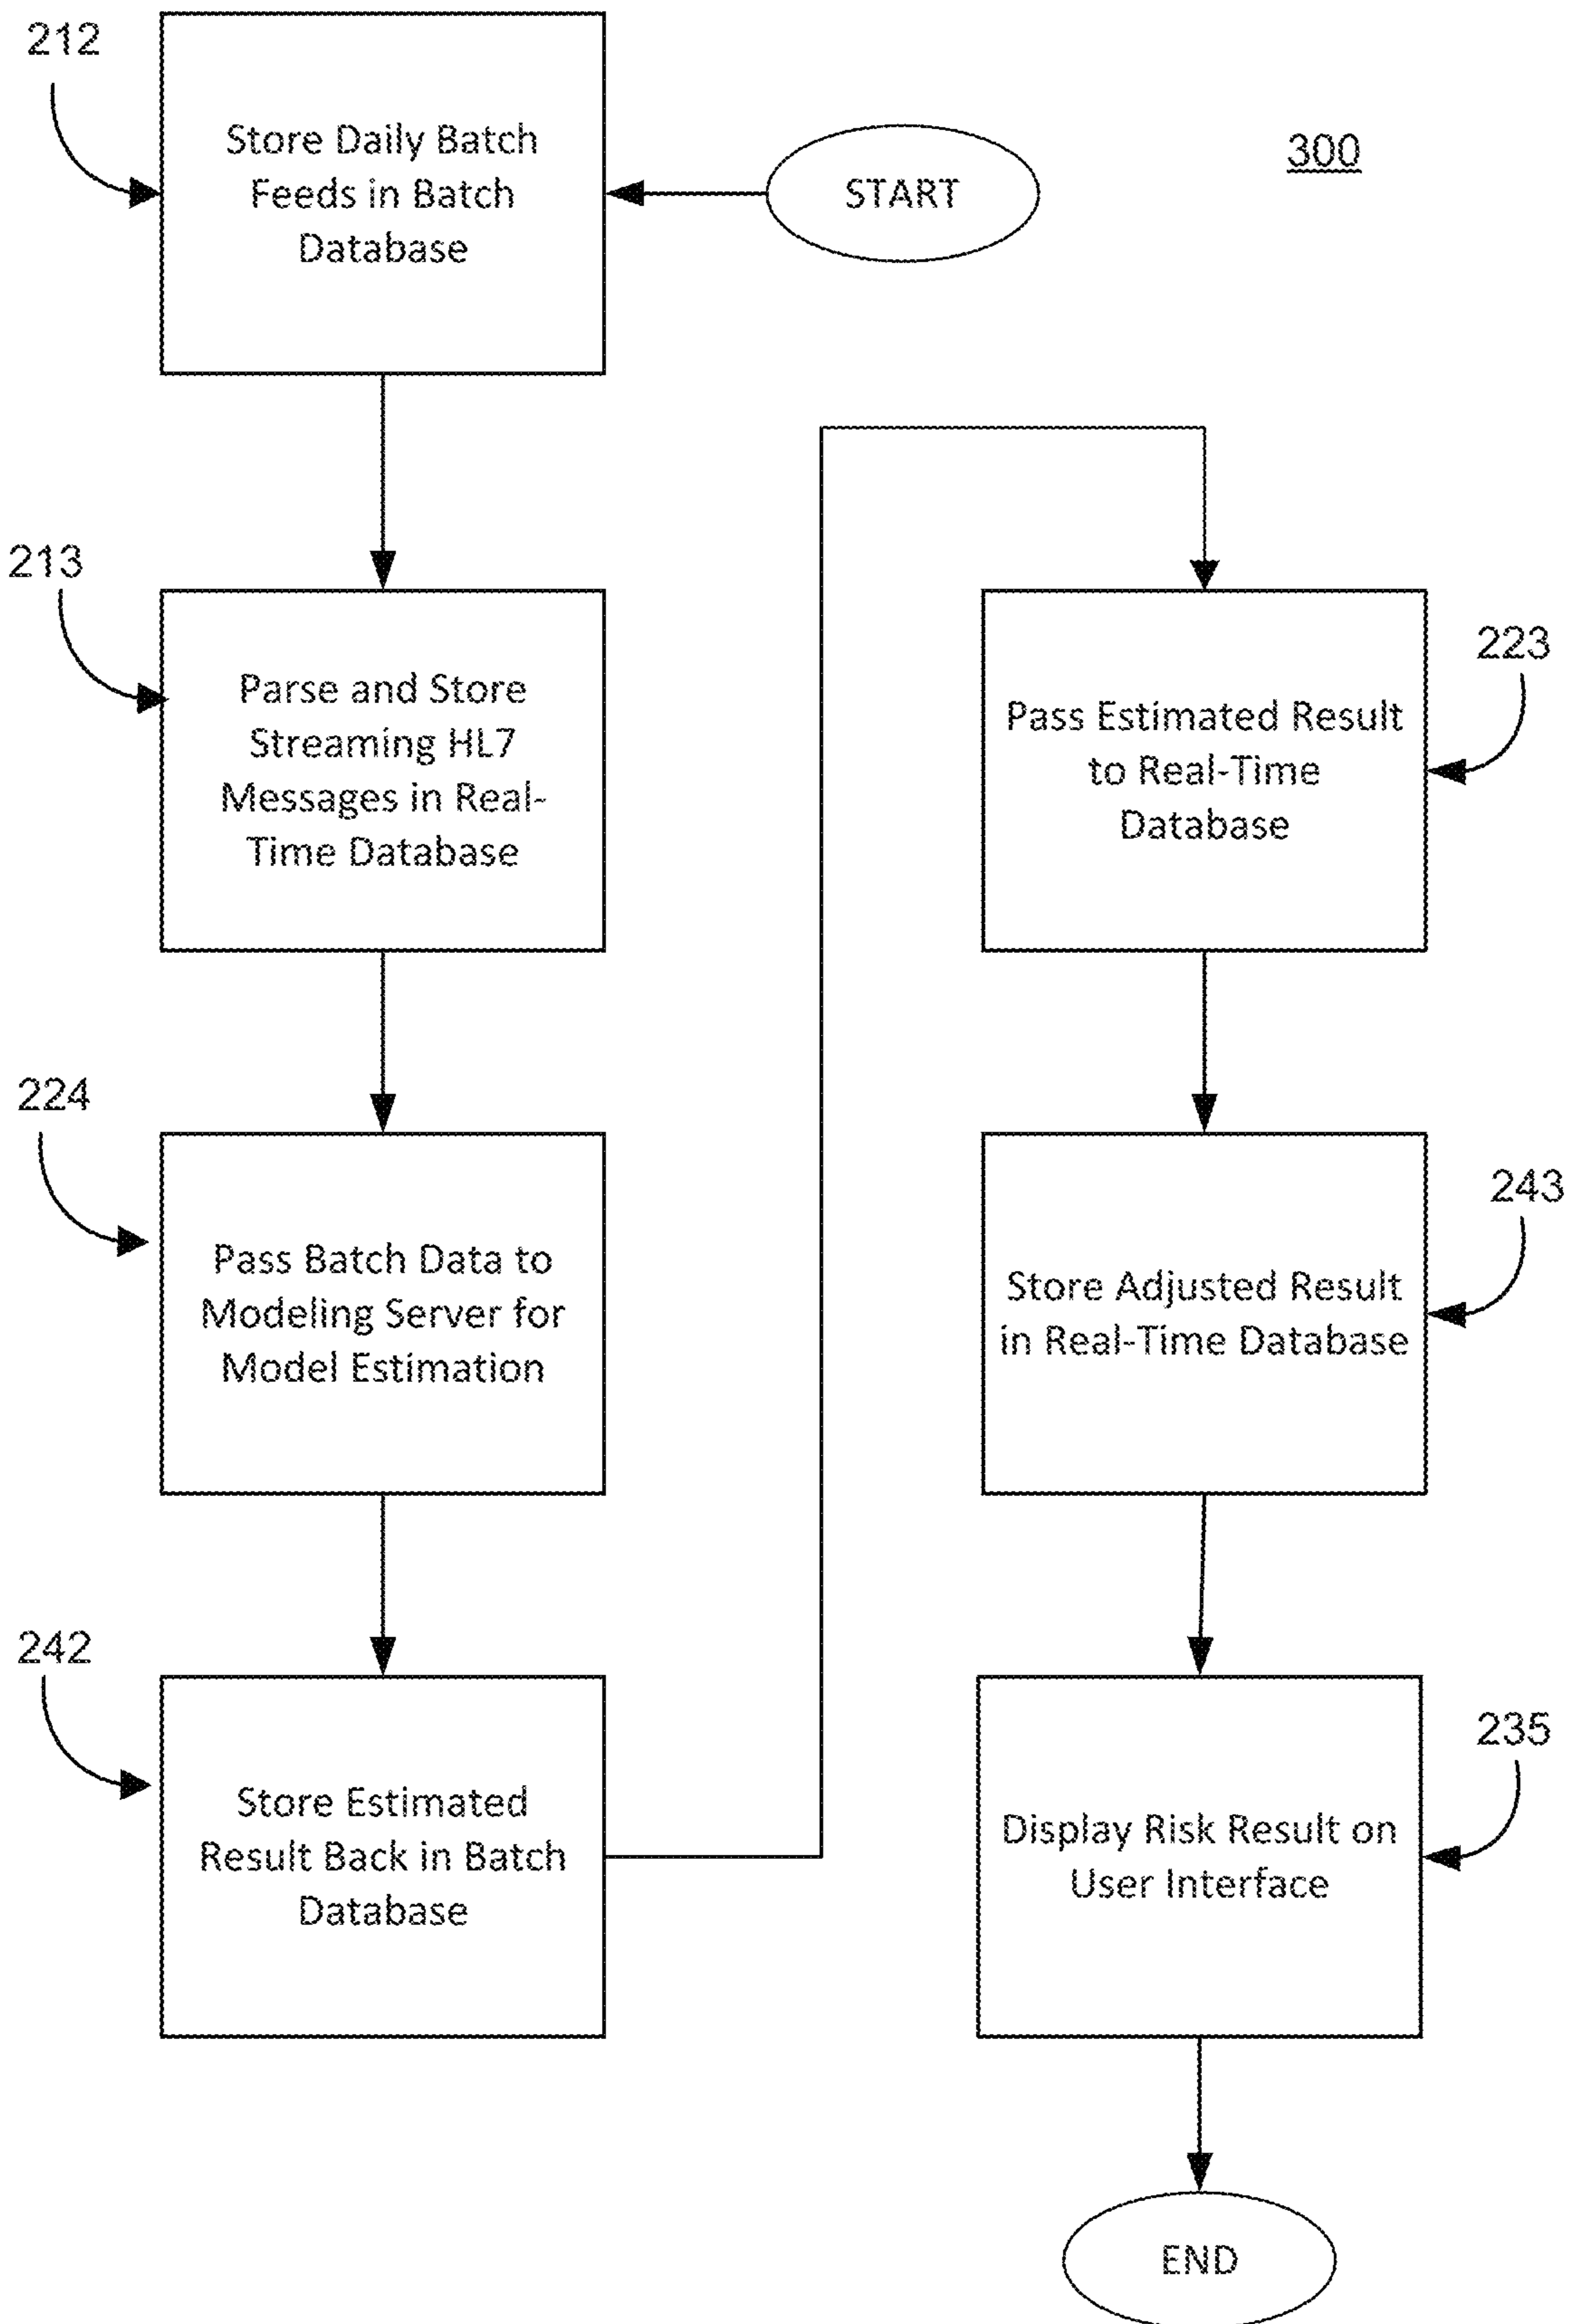 212
Store Daily Batch
Feeds in Batch
Database
START
300
213
Parse and Store
Streaming HL7
Messages in Real-
Time Database
224
Pass Batch Data to
Modeling Server for
Model Estimation
242
Store Estimated
Result Back in Batch
Database
223
Pass Estimated Result
to Real-Time
Database
243
Store Adjusted Result
in Real-Time Database
235
Display Risk Result on
User Interface
END